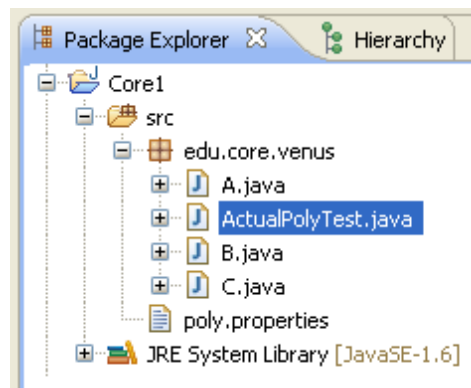 Package Explorer Hierarchy
Core1
src
edu.core.venus
A.java
ActualPolyTest.java
B.java
C.java
poly.properties
JRE System Library [JavaSE-1.6]